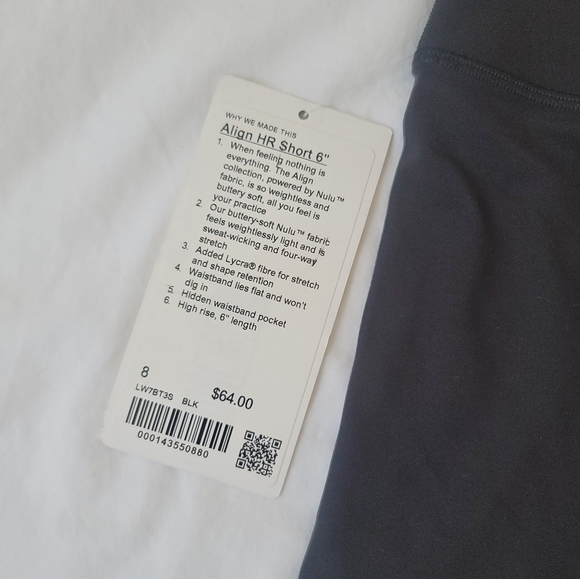 WHY WE MADE THIS
Align HR Short 6"
1. When feeling nothing is
everything. The Align
collection, powered by Nulu™
fabric, is so weightless and
buttery soft, all you feel is
your practice
2. Our buttery-soft Nulu™ fabric
feels weightlessly light and is
sweat-wicking and four-way
stretch
3. Added Lycra® fibre for stretch
and shape retention
4. Waistband lies flat and won't
dig in
5. Hidden waistband pocket
6. High rise, 6" length
8
LW7BT3S BLK $64.00
000143550880